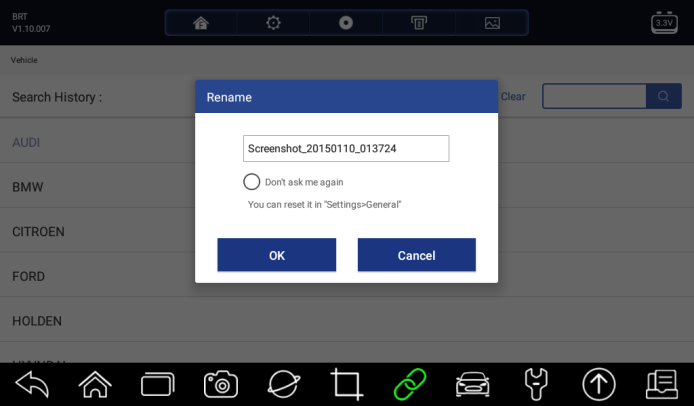 BRT
V1.10.007
3.3V
Vehicle
Search History :
Clear
Rename
Screenshot_20150110_013724
Don't ask me again
You can reset it in "Settings>General"
OK
Cancel
AUDI
BMW
CITROEN
FORD
HOLDEN